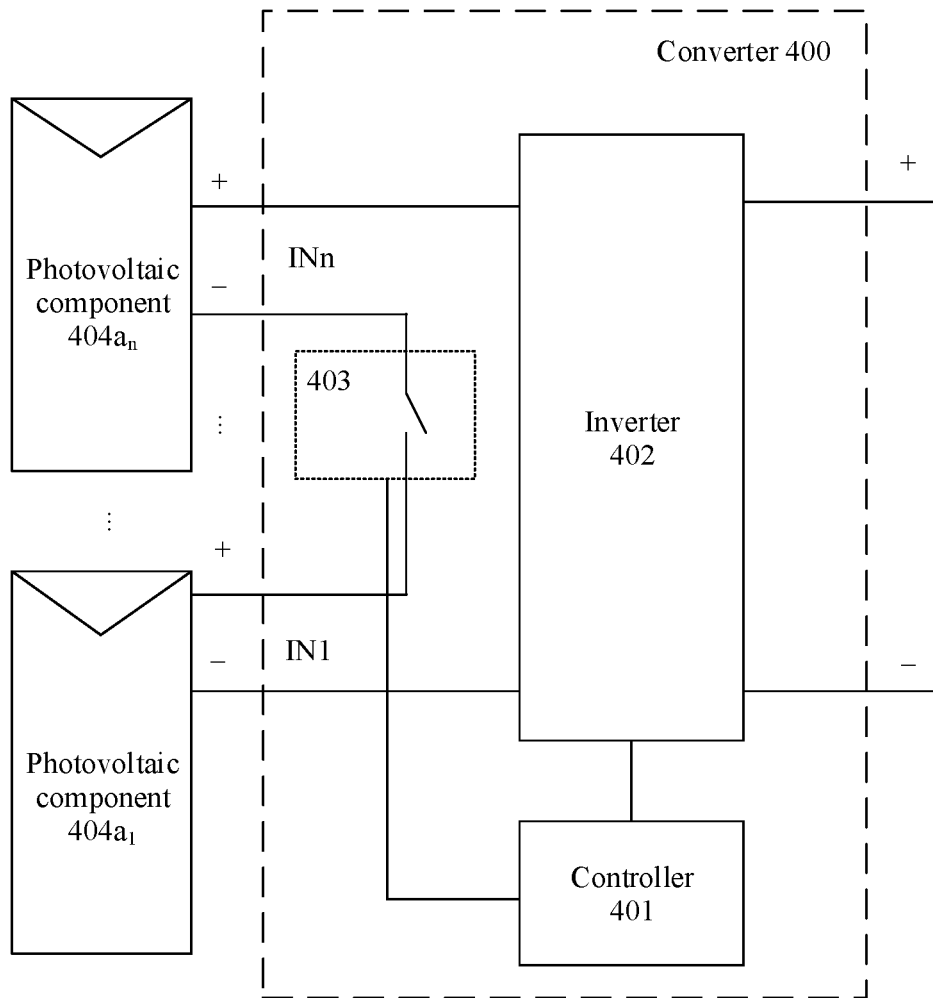 Converter 400
+
+
Photovoltaic
component
404aₙ
INn
−
403
⋮
Inverter
402
⋮
+
IN1
−
−
Photovoltaic
component
404a₁
Controller
401